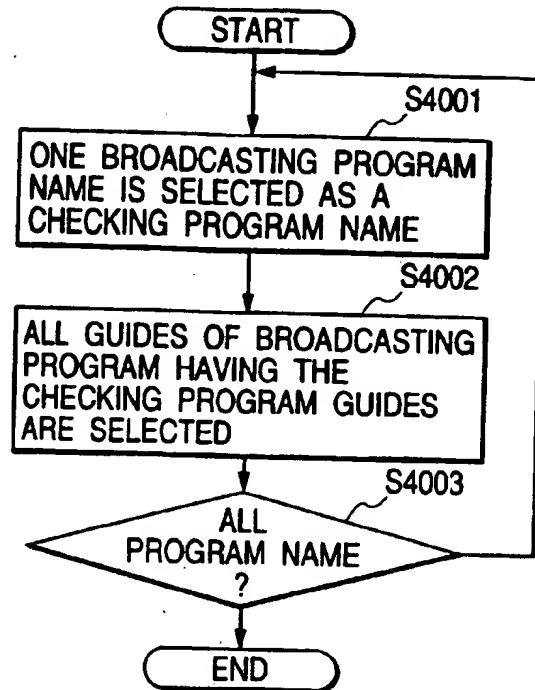 START
S4001
ONE BROADCASTING PROGRAM
NAME IS SELECTED AS A
CHECKING PROGRAM NAME
S4002
ALL GUIDES OF BROADCASTING
PROGRAM HAVING THE
CHECKING PROGRAM GUIDES
ARE SELECTED
S4003
ALL
PROGRAM NAME
?
END